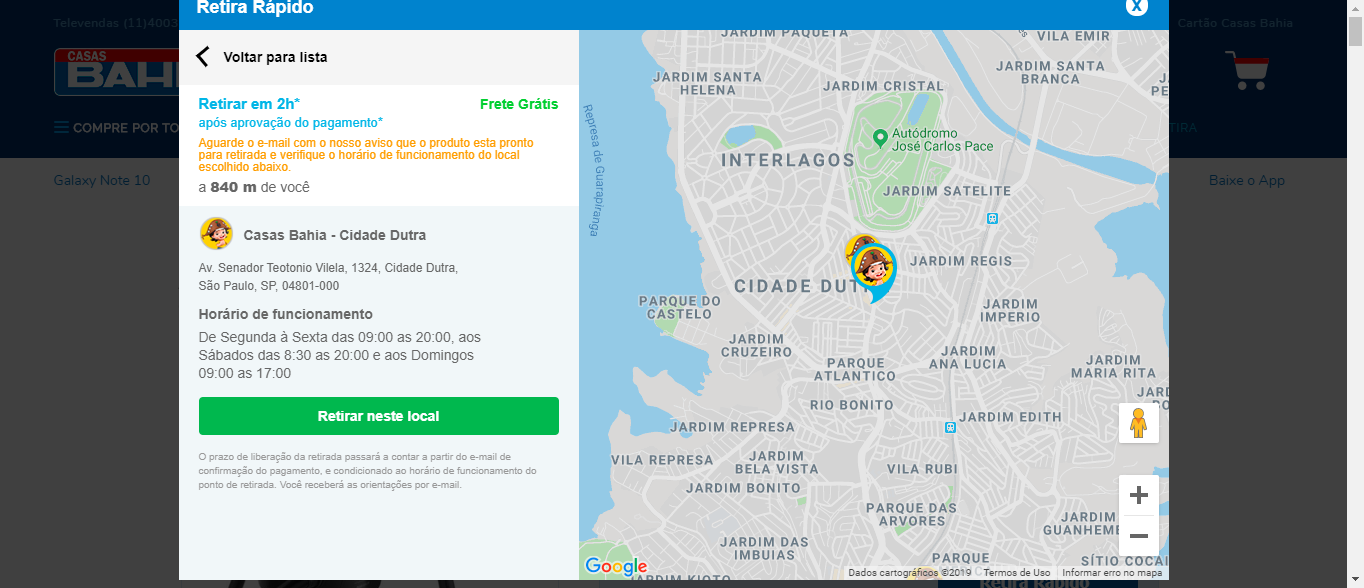 Televendas (11)4003
Cartão Casas Bahia
CASAS
BAHI
COMPRE POR TO
TIRA
Galaxy Note 10
Baixe o App
Retira Rápido
X
Voltar para lista
Retirar em 2h*
Frete Grátis
após aprovação do pagamento*
Aguarde o e-mail com o nosso aviso que o produto esta pronto
para retirada e verifique o horário de funcionamento do local
escolhido abaixo.
a 840 m de você
Casas Bahia - Cidade Dutra
Av. Senador Teotonio Vilela, 1324, Cidade Dutra,
São Paulo, SP, 04801-000
Horário de funcionamento
De Segunda à Sexta das 09:00 as 20:00, aos
Sábados das 8:30 as 20:00 e aos Domingos
09:00 as 17:00
Retirar neste local
O prazo de liberação da retirada passará a contar a partir do e-mail de
confirmação do pagamento, e condicionado ao horário de funcionamento do
ponto de retirada. Você receberá as orientações por e-mail.
JARDIM PAQUETA
VILA EMIR
JARDIM SANTA
HELENA
JARDIM SANTA
BRANCA
JARDIM CRISTAL
Represa de Guarapiranga
Autódromo
José Carlos Pace
INTERLAGOS
JARDIM SATELITE
JARDIM REGIS
CIDADE DUT
PARQUE DO
CASTELO
JARDIM
IMPERIO
JARDIM
CRUZEIRO
JARDIM
ANA LUCIA
PARQUE
ATLANTICO
JARDIM
MARIA RITA
RIO BONITO
JARDIM EDITH
JARDIM REPRESA
VILA REPRESA
JARDIM
BELA VISTA
VILA RUBI
JARDIM BONITO
PARQUE DAS
ARVORES
JARDIM
GUANHEM
JARDIM DAS
IMBUIAS
PARQUE
SÍTIO COCAI
JARDIM KIOTO
Google
Dados cartográficos ©2019
Termos de Uso
Informar erro no mapa
Retira Rápido